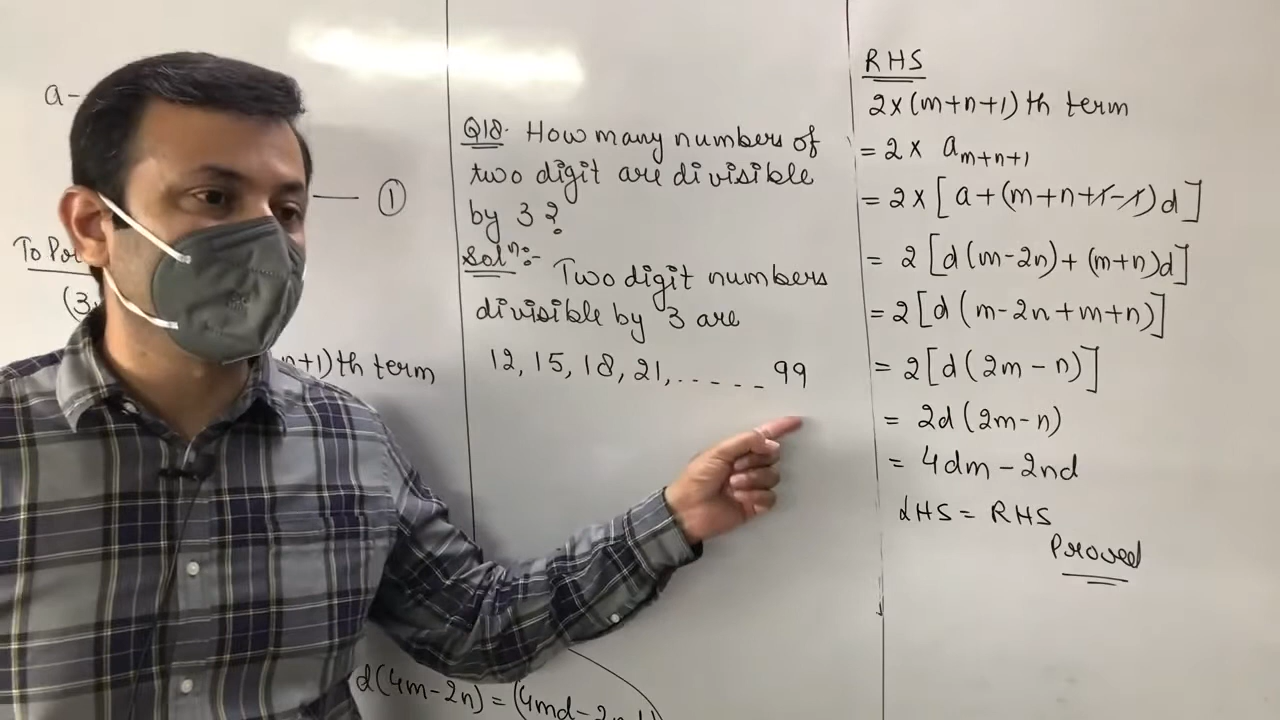 a-
①
To Pro
(3
n+1)th term
d(4m-2n) = (4md-2nd)
Q18. How many numbers of
two digit are divisible
by 3 ?
Solⁿ:-
Two digit numbers
divisible by 3 are
12, 15, 18, 21, ..... 99
RHS
2×(m+n+1)th term
= 2× a_{m+n+1}
= 2×[a+(m+n+1-1)d]
= 2[d(m-2n)+(m+n)d]
= 2[d(m-2n+m+n)]
= 2[d(2m-n)]
= 2d(2m-n)
= 4dm-2nd
LHS = RHS
Proved